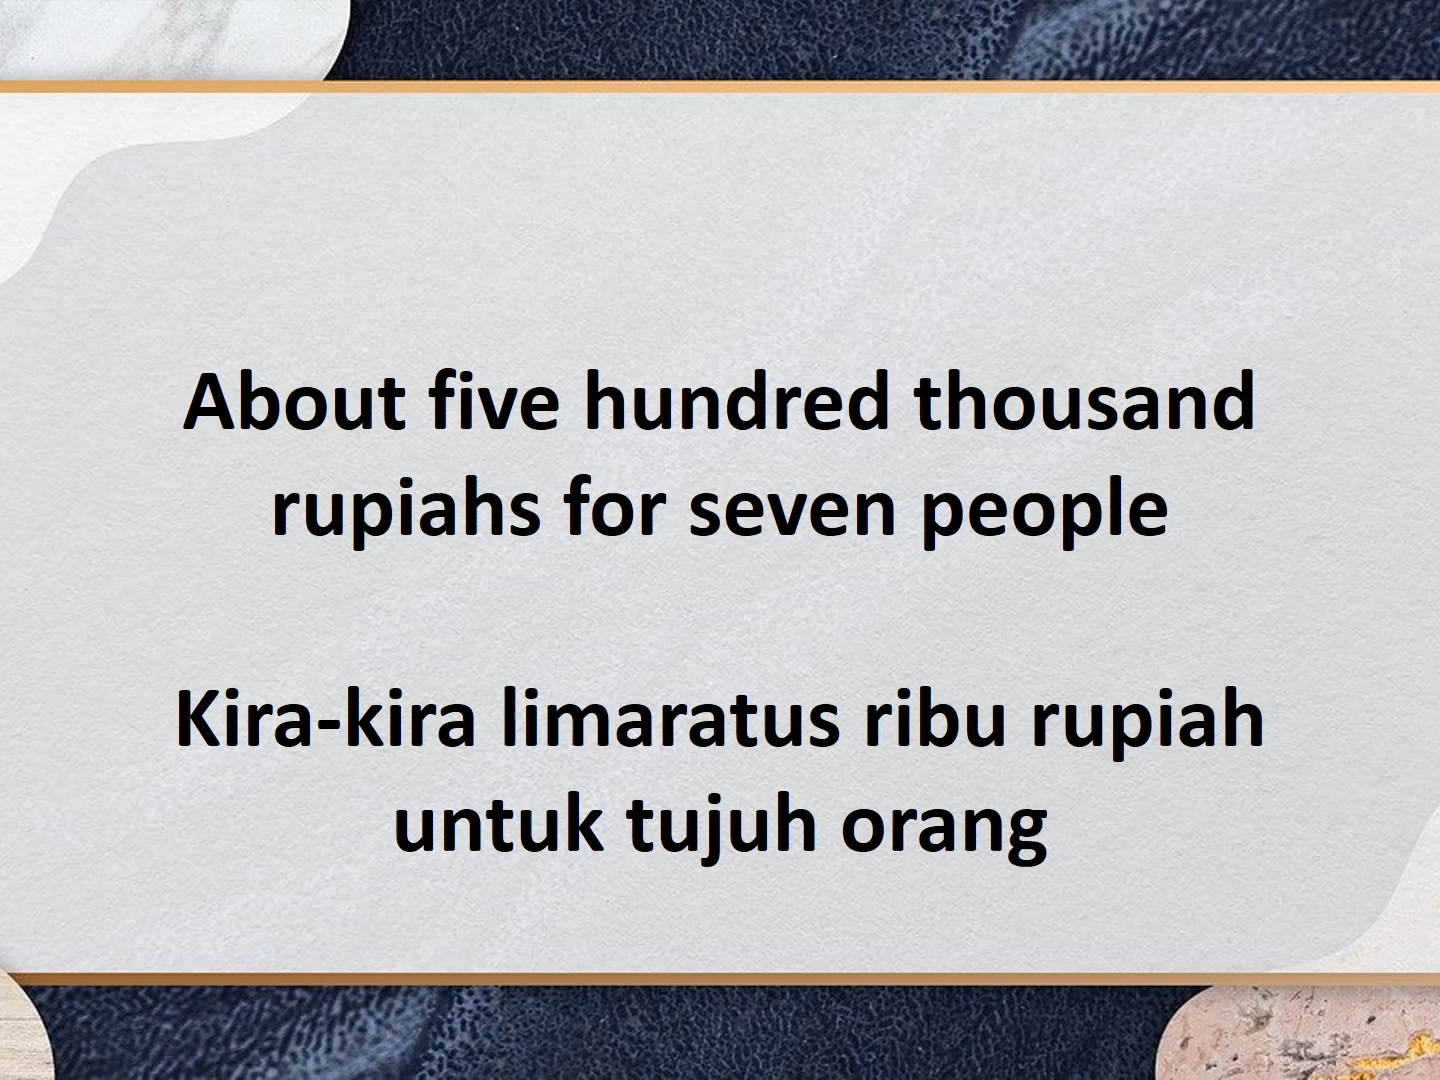 About five hundred thousand
rupiahs for seven people
Kira-kira limaratus ribu rupiah
untuk tujuh orang